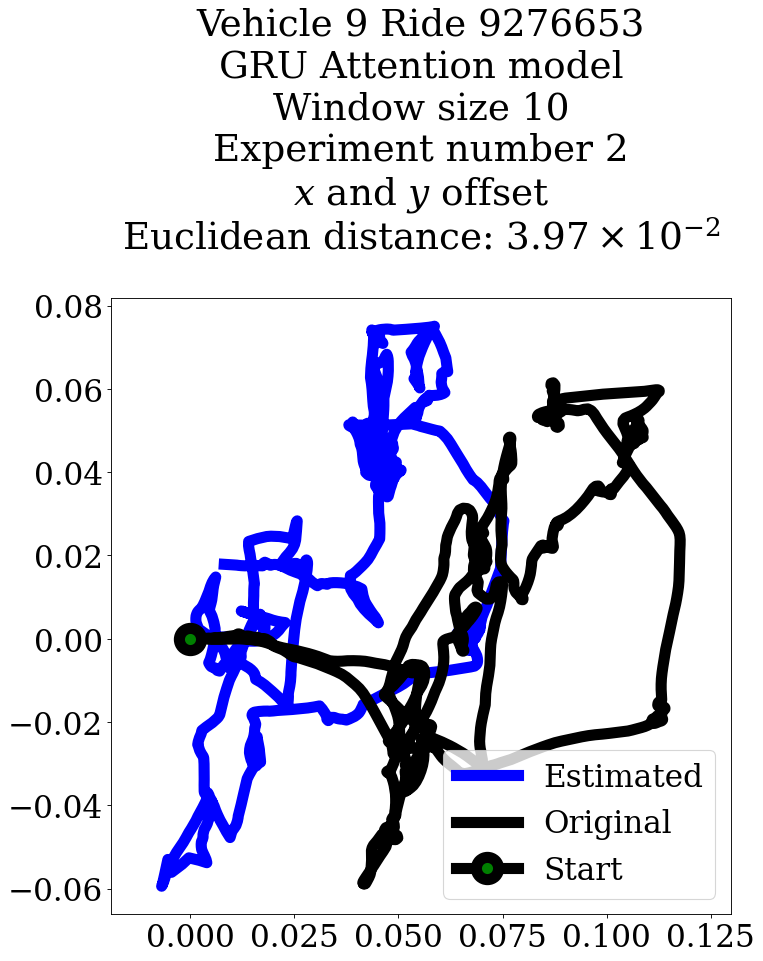 Vehicle 9 Ride 9276653
GRU Attention model
Window size 10
Experiment number 2
x and y offset
Euclidean distance: 3.97 × 10⁻²
0.08
0.06
0.04
0.02
0.00
−0.02
−0.04
−0.06
Estimated
Original
Start
0.000 0.025 0.050 0.075 0.100 0.125